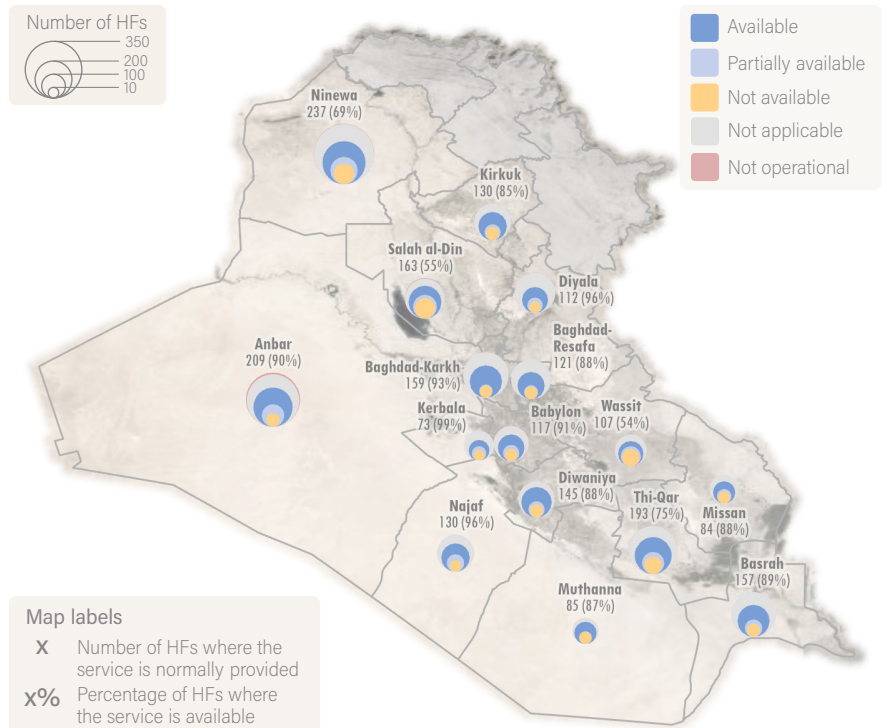 Number of HFs
350
200
100
10
Available
Partially available
Not available
Not applicable
Not operational
Ninewa
237 (69%)
Kirkuk
130 (85%)
Salah al-Din
163 (55%)
Diyala
112 (96%)
Baghdad-
Resafa
121 (88%)
Anbar
209 (90%)
Baghdad-Karkh
159 (93%)
Kerbala
73 (99%)
Babylon
117 (91%)
Wassit
107 (54%)
Diwaniya
145 (88%)
Thi-Qar
193 (75%)
Missan
84 (88%)
Najaf
130 (96%)
Basrah
157 (89%)
Muthanna
85 (87%)
Map labels
x Number of HFs where the
service is normally provided
x% Percentage of HFs where
the service is available